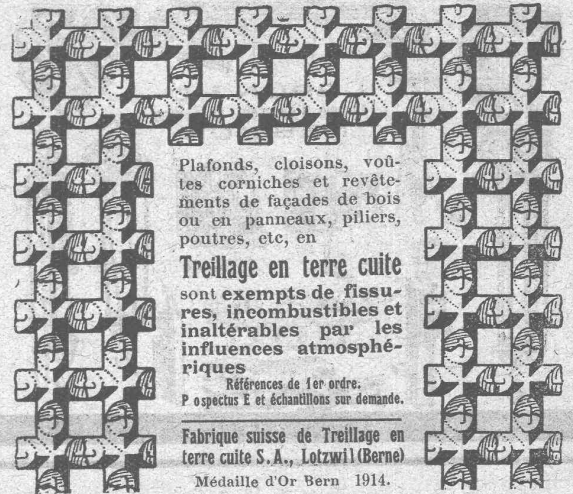 Plafonds, cloisons, voû-
tes corniches et revête-
ments de façades de bois
ou en panneaux, piliers,
poutres, etc, en
Treillage en terre cuite
sont exempts de fissu-
res, incombustibles et
inaltérables par les
influences atmosphé-
riques
Références de 1er ordre.
P ospectus E et échantillons sur demande.
Fabrique suisse de Treillage en
terre cuite S. A., Lotzwil (Berne)
Médaille d'Or Bern 1914.